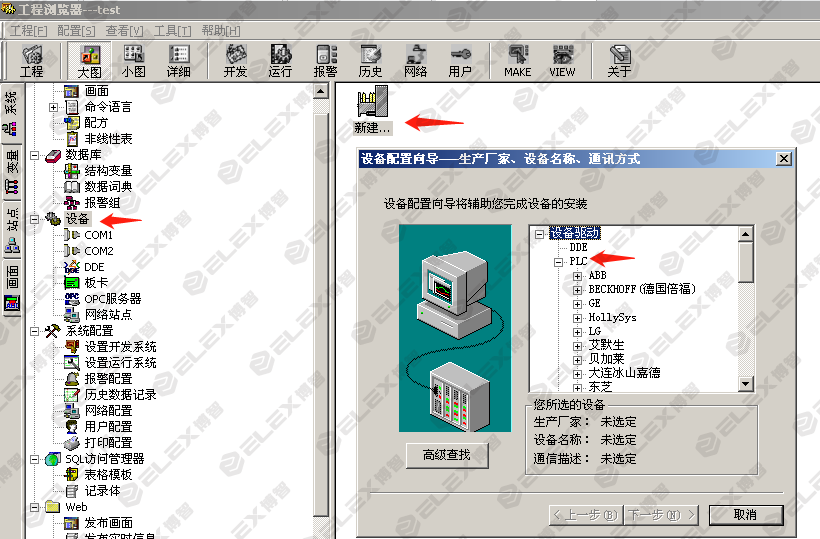 工程浏览器---test
工程[F] 配置[S] 查看[V] 工具[T] 帮助[H]
工程 大图 小图 详细 开发 运行 报警 历史 网络 用户 MAKE VIEW 关于
系统
变量
站点
画面
画面
命令语言
配方
非线性表
数据库
结构变量
数据词典
报警组
设备
COM1
COM2
DDE
板卡
OPC服务器
网络站点
系统配置
设置开发系统
设置运行系统
报警配置
历史数据记录
网络配置
用户配置
打印配置
SQL访问管理器
表格模板
记录体
Web
发布画面
发布实时信息
新建...
设备配置向导——生产厂家、设备名称、通讯方式
设备配置向导将辅助您完成设备的安装
设备驱动
DDE
PLC
ABB
BECKHOFF(德国倍福)
GE
HollySys
LG
艾默生
贝加莱
大连冰山嘉德
东芝
您所选的设备
生产厂家： 未选定
设备名称： 未选定
通信描述： 未选定
高级查找
<上一步(B) 下一步(N) > 取消
ELEX博智